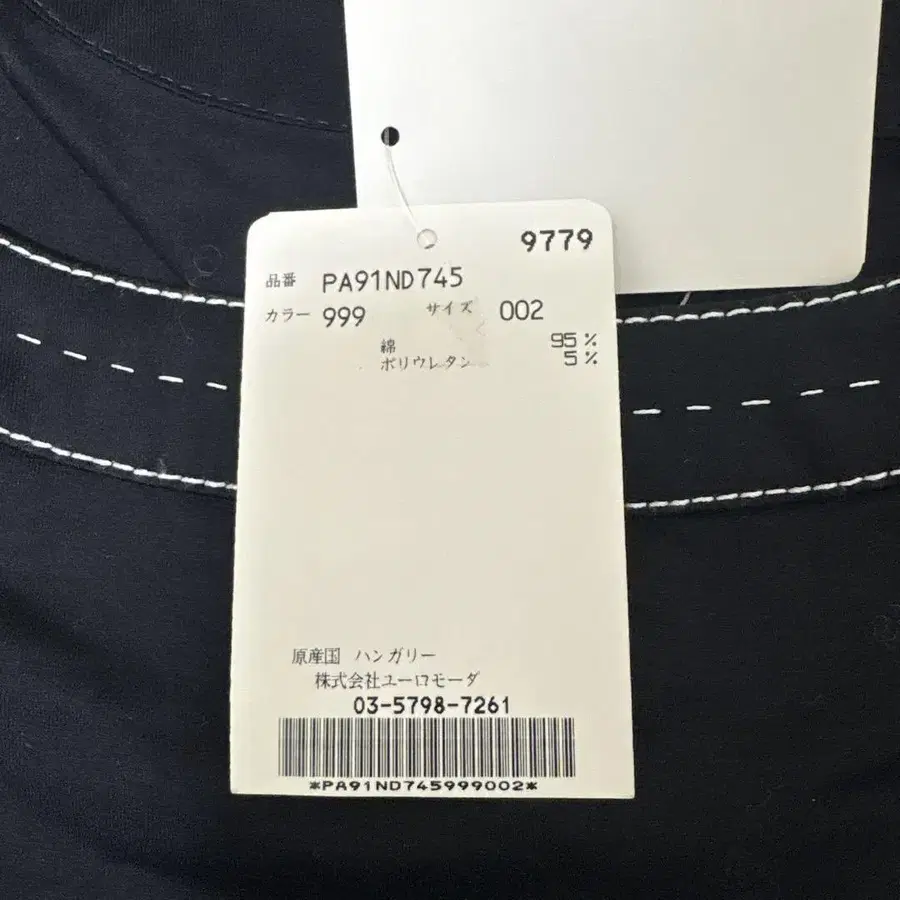 9779
品番 PA91ND745
カラー 999 サイズ 002
綿 95%
ポリウレタン 5%
原産国 ハンガリー
株式会社ユーロモーダ
03-5798-7261
*PA91ND745999002*